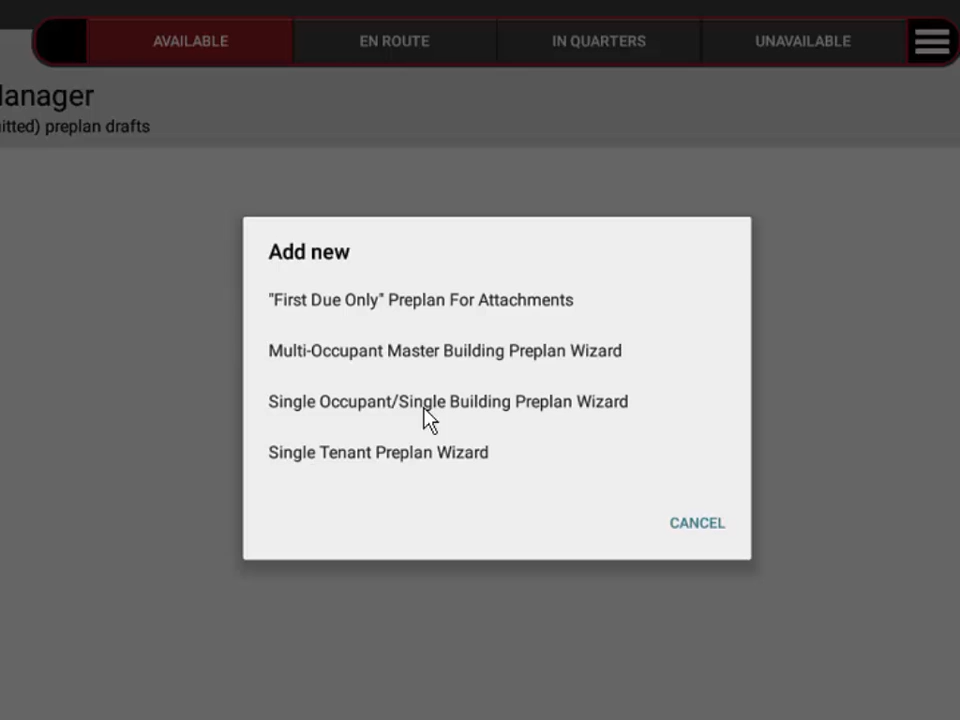 AVAILABLE
EN ROUTE
IN QUARTERS
UNAVAILABLE
anager
itted) preplan drafts
Add new
"First Due Only" Preplan For Attachments
Multi-Occupant Master Building Preplan Wizard
Single Occupant/Single Building Preplan Wizard
Single Tenant Preplan Wizard
CANCEL